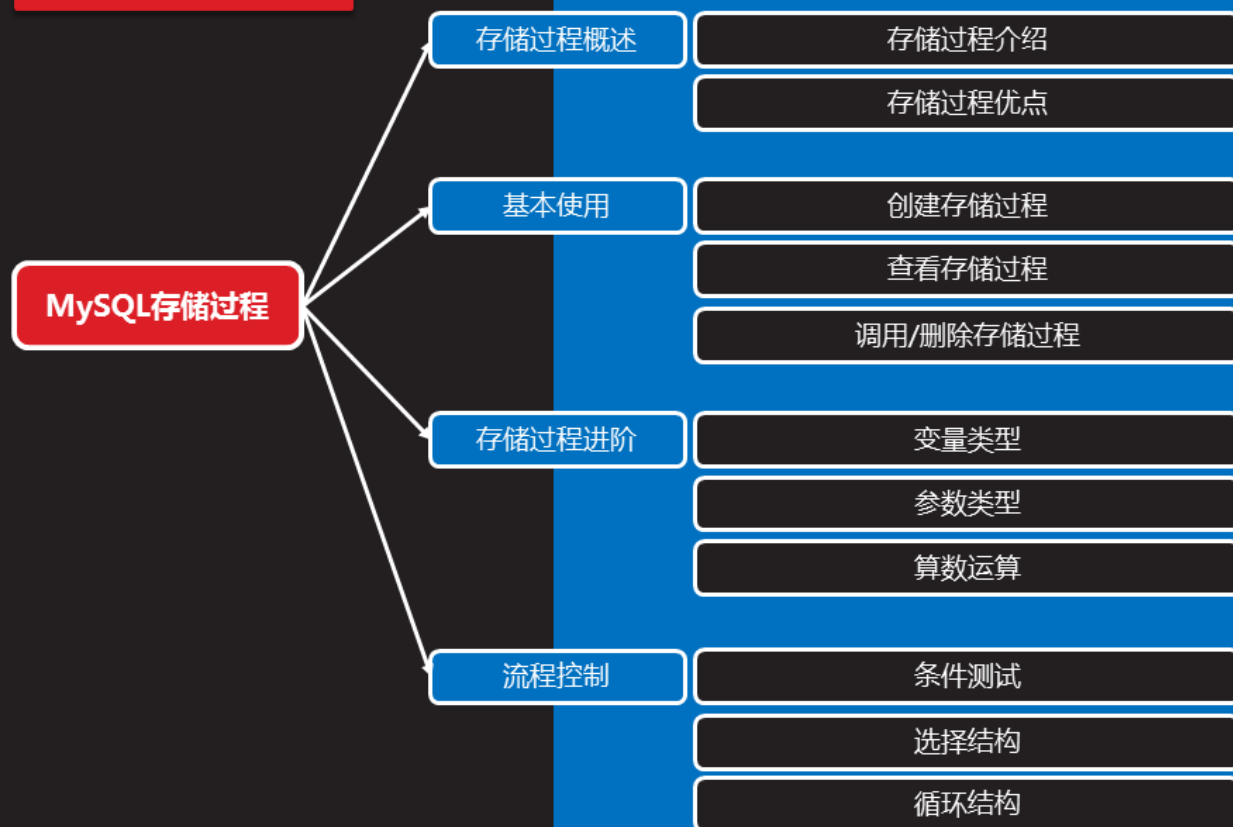 存储过程概述
存储过程介绍
存储过程优点
基本使用
创建存储过程
查看存储过程
调用/删除存储过程
MySQL存储过程
存储过程进阶
变量类型
参数类型
算数运算
流程控制
条件测试
选择结构
循环结构